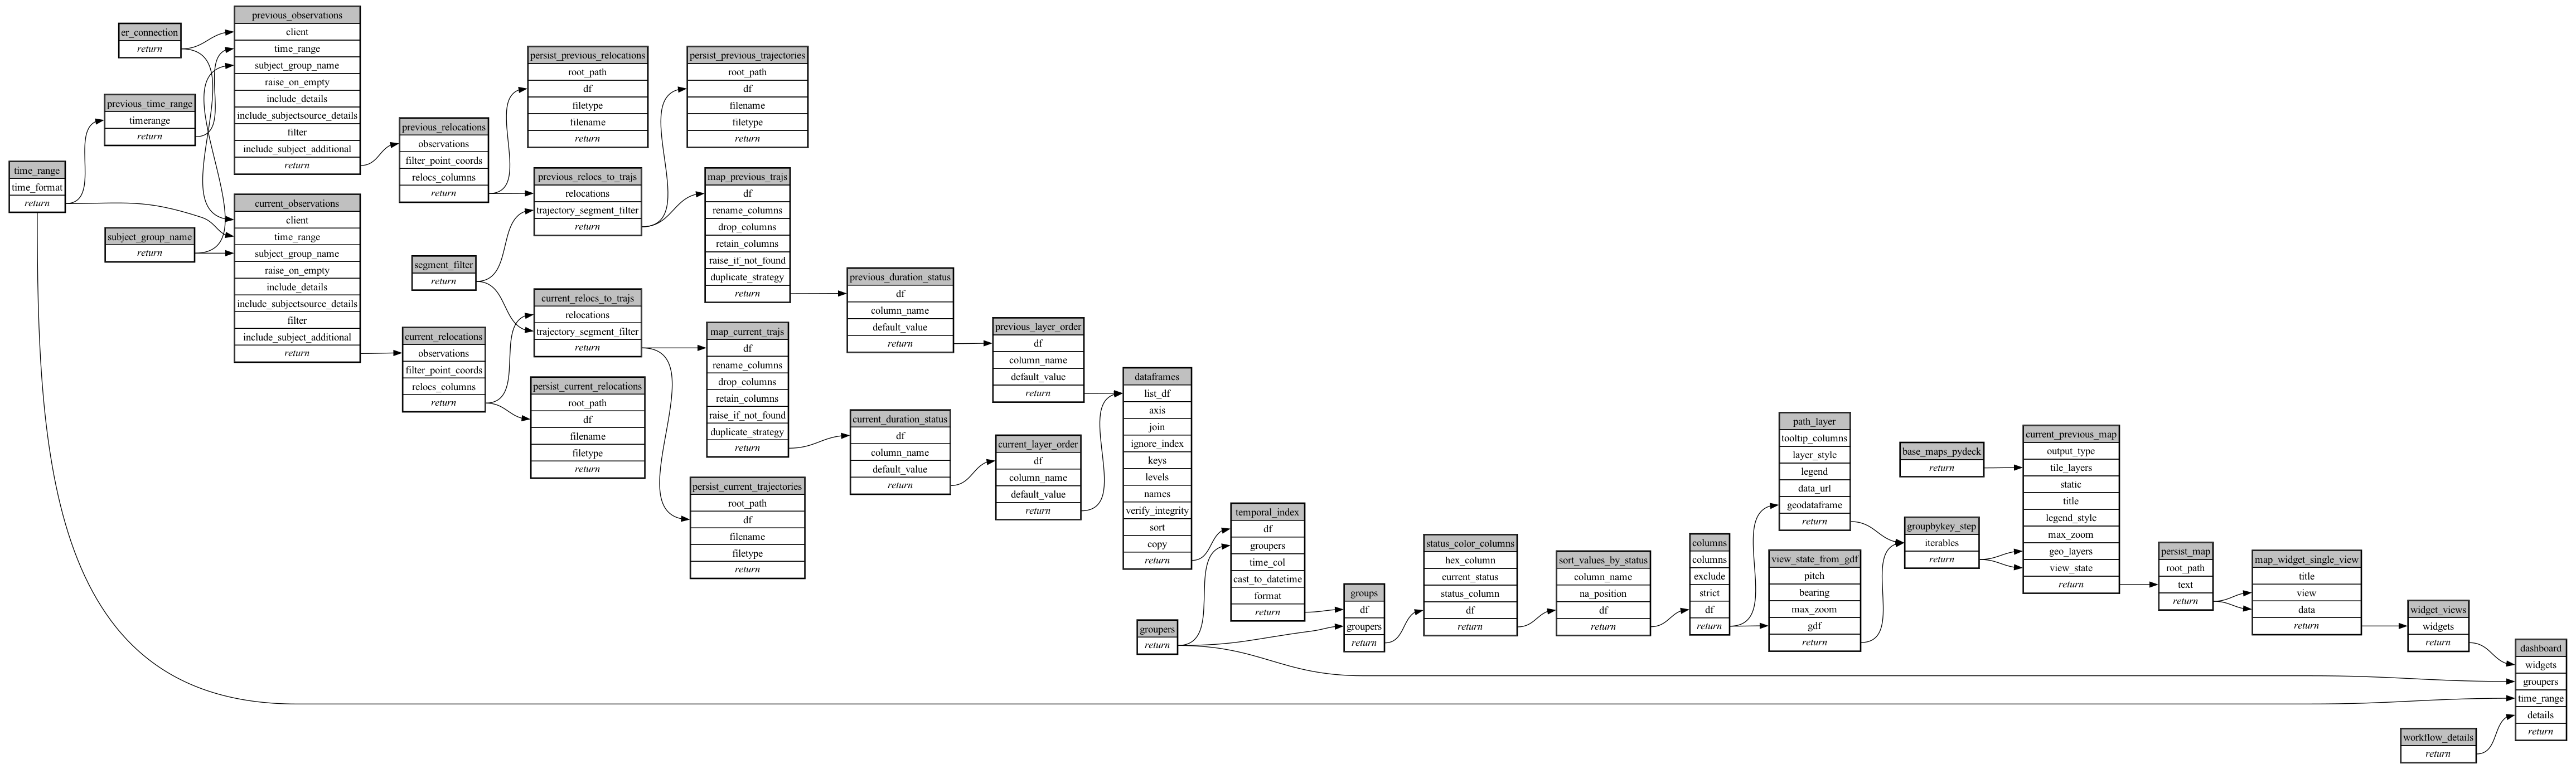 time_range
time_format
return
er_connection
return
previous_time_range
timerange
return
subject_group_name
return
previous_observations
client
time_range
subject_group_name
raise_on_empty
include_details
include_subjectsource_details
filter
include_subject_additional
return
current_observations
client
time_range
subject_group_name
raise_on_empty
include_details
include_subjectsource_details
filter
include_subject_additional
return
previous_relocations
observations
filter_point_coords
relocs_columns
return
segment_filter
return
current_relocations
observations
filter_point_coords
relocs_columns
return
persist_previous_relocations
root_path
df
filetype
filename
return
previous_relocs_to_trajs
relocations
trajectory_segment_filter
return
current_relocs_to_trajs
relocations
trajectory_segment_filter
return
persist_current_relocations
root_path
df
filename
filetype
return
persist_previous_trajectories
root_path
df
filename
filetype
return
map_previous_trajs
df
rename_columns
drop_columns
retain_columns
raise_if_not_found
duplicate_strategy
return
map_current_trajs
df
rename_columns
drop_columns
retain_columns
raise_if_not_found
duplicate_strategy
return
persist_current_trajectories
root_path
df
filename
filetype
return
previous_duration_status
df
column_name
default_value
return
current_duration_status
df
column_name
default_value
return
previous_layer_order
df
column_name
default_value
return
current_layer_order
df
column_name
default_value
return
dataframes
list_df
axis
join
ignore_index
keys
levels
names
verify_integrity
sort
copy
return
groupers
return
temporal_index
df
groupers
time_col
cast_to_datetime
format
return
groups
df
groupers
return
status_color_columns
hex_column
current_status
status_column
df
return
sort_values_by_status
column_name
na_position
df
return
columns
columns
exclude
strict
df
return
path_layer
tooltip_columns
layer_style
legend
data_url
geodataframe
return
view_state_from_gdf
pitch
bearing
max_zoom
gdf
return
base_maps_pydeck
return
groupbykey_step
iterables
return
current_previous_map
output_type
tile_layers
static
title
legend_style
max_zoom
geo_layers
view_state
return
persist_map
root_path
text
return
map_widget_single_view
title
view
data
return
widget_views
widgets
return
workflow_details
return
dashboard
widgets
groupers
time_range
details
return